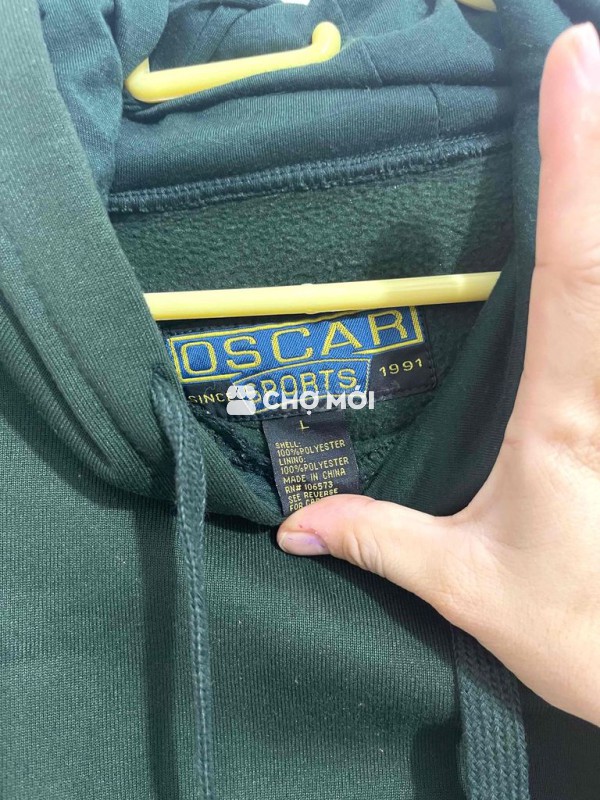 OSCAR
SPORTS
SINCE 1991
CHỢ MỚI
L
SHELL:
100%POLYESTER
LINING:
100%POLYESTER
MADE IN CHINA
RN# 106573
SEE REVERSE
FOR